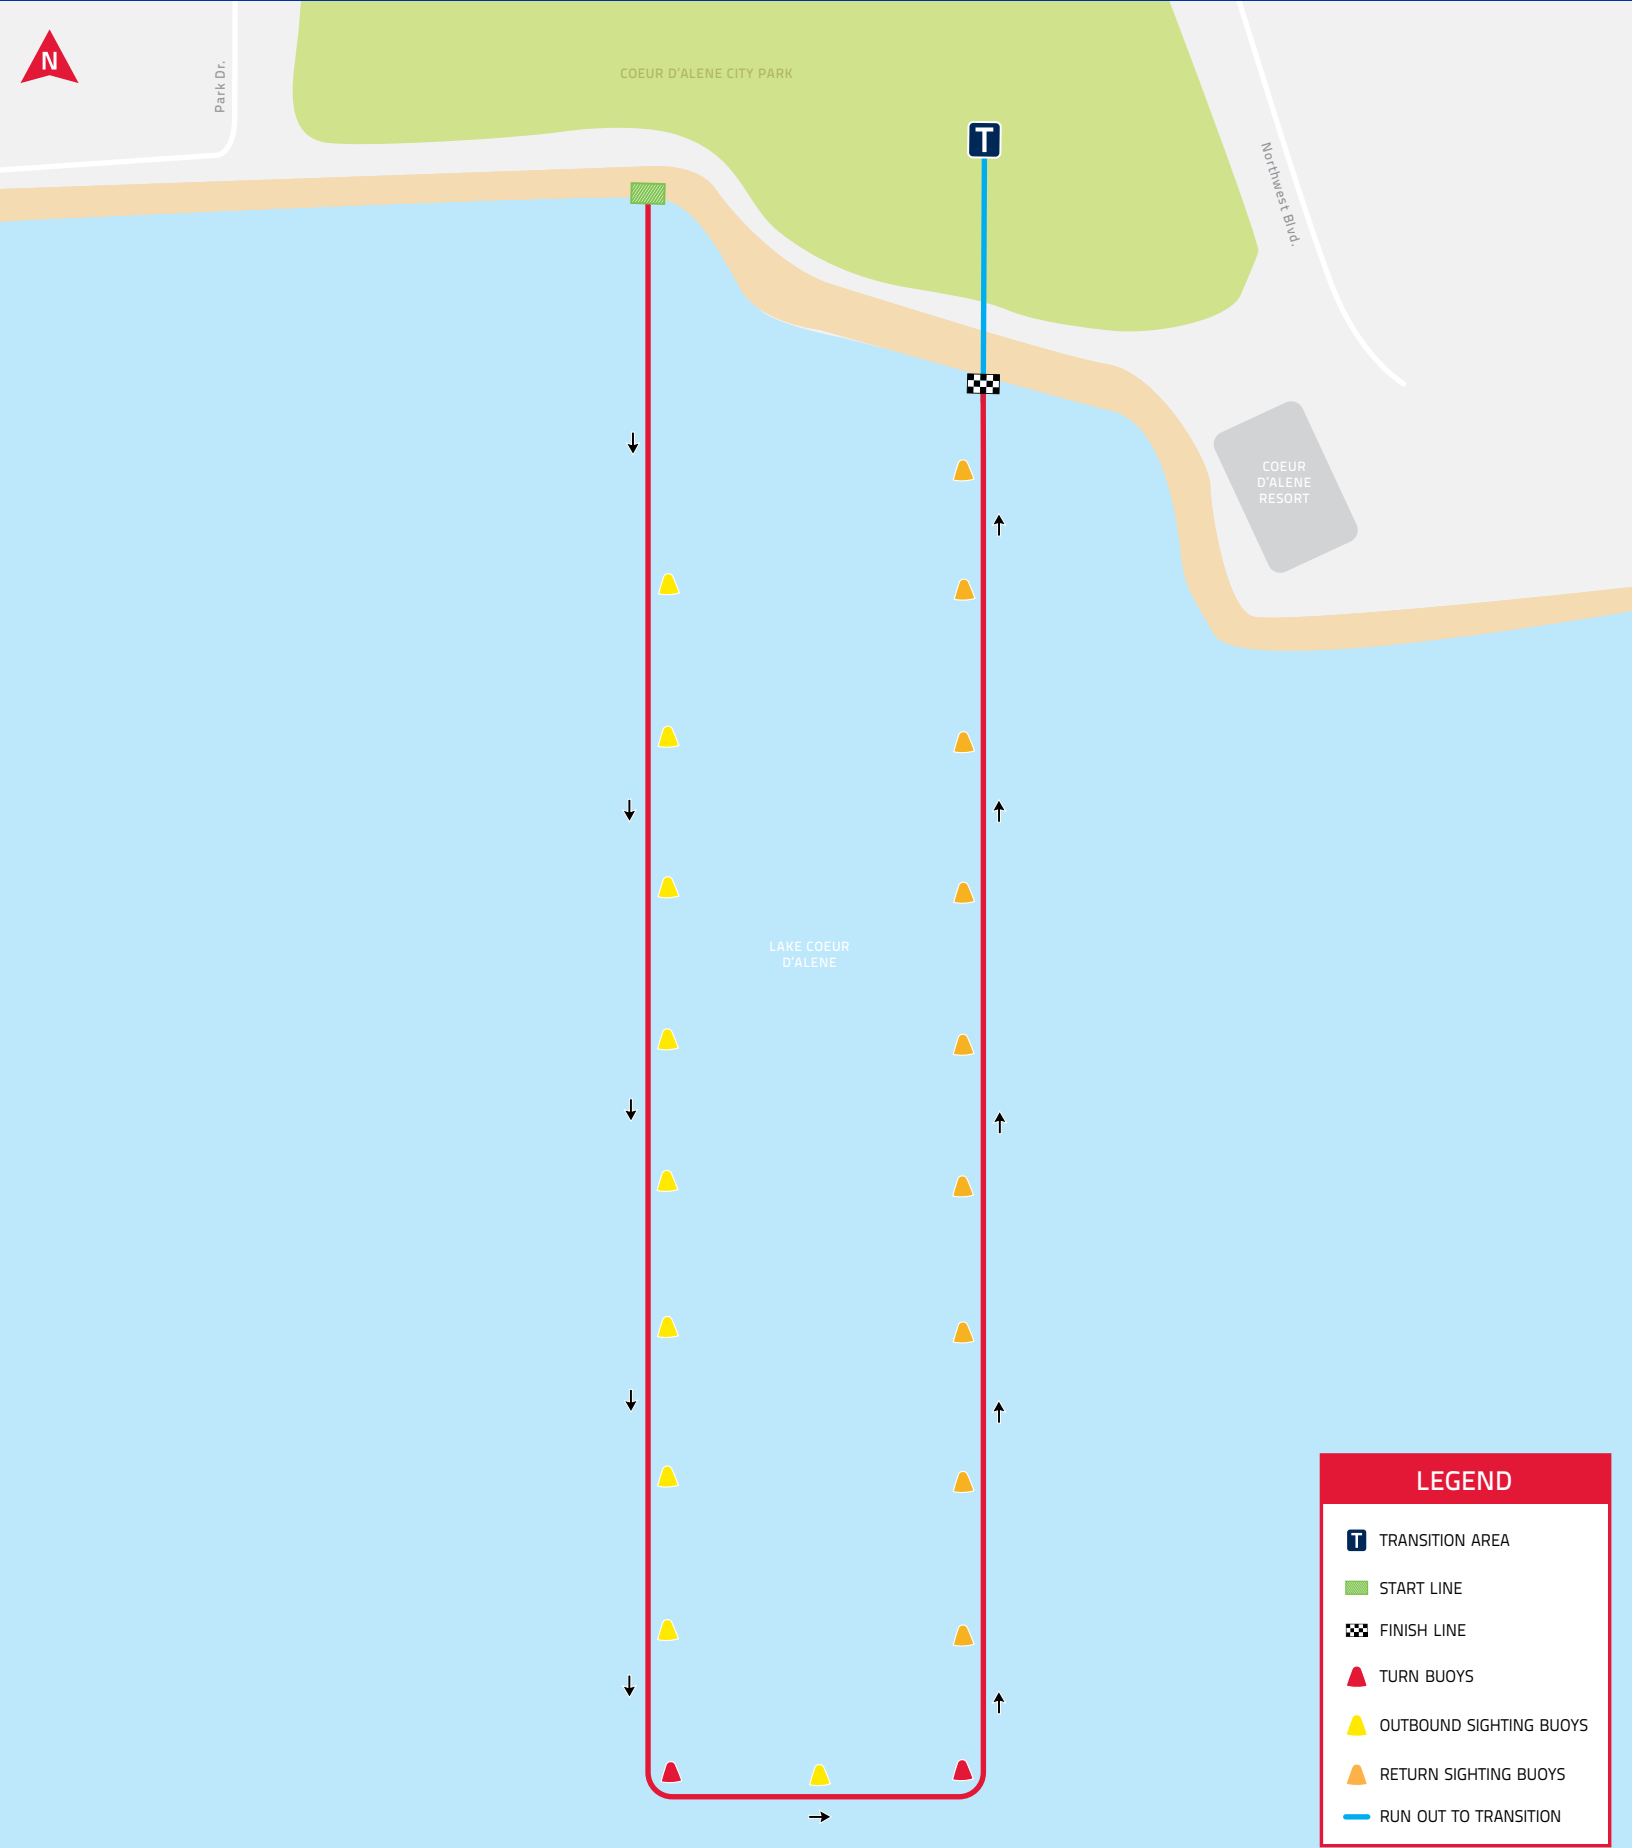 N
Park Dr.
COEUR D'ALENE CITY PARK
T
Northwest Blvd.
COEUR
D'ALENE
RESORT
LAKE COEUR
D'ALENE
LEGEND
T TRANSITION AREA
START LINE
FINISH LINE
TURN BUOYS
OUTBOUND SIGHTING BUOYS
RETURN SIGHTING BUOYS
RUN OUT TO TRANSITION